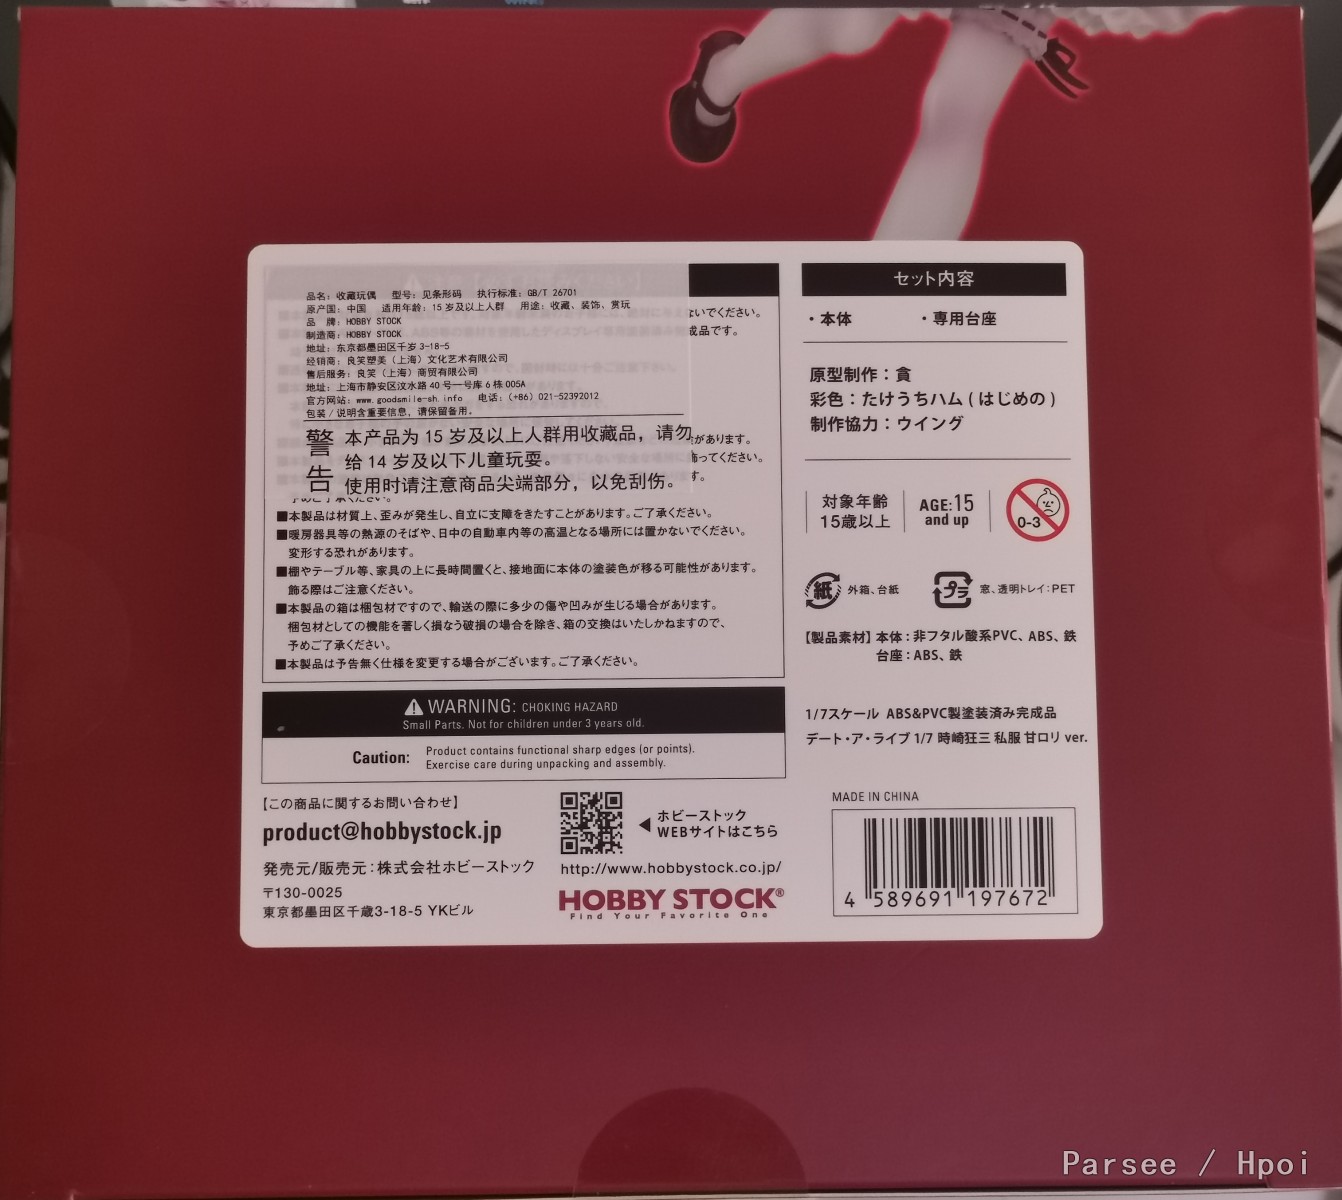 品名：收藏玩偶 型号：见条形码 执行标准：GB/T 26701
原产国：中国 适用年龄：15 岁及以上人群 用途：收藏、装饰、赏玩
品 牌：HOBBY STOCK
制造商：HOBBY STOCK
地址：东京都墨田区千岁 3-18-5
经销商：良笑塑美（上海）文化艺术有限公司
售后服务：良笑（上海）商贸有限公司
地址：上海市静安区汶水路 40 号一号库 6 栋 005A
官方网站：www.goodsmile-sh.info 电话：(+86) 021-52392012
包装/说明含重要信息，请保留备用。
警告
本产品为 15 岁及以上人群用收藏品，请勿
给 14 岁及以下儿童玩耍。
使用时请注意商品尖端部分，以免刮伤。
ないでください。
成品です。
があります。
飾ってください。
す。
予めご了承ください。
■本製品は材質上、歪みが発生し、自立に支障をきたすことがあります。ご了承ください。
■暖房器具等の熱源のそばや、日中の自動車内等の高温となる場所には置かないでください。
変形する恐れがあります。
■棚やテーブル等、家具の上に長時間置くと、接地面に本体の塗装色が移る可能性があります。
飾る際はご注意ください。
■本製品の箱は梱包材ですので、輸送の際に多少の傷や凹みが生じる場合があります。
梱包材としての機能を著しく損なう破損の場合を除き、箱の交換はいたしかねますので、
予めご了承ください。
■本製品は予告無く仕様を変更する場合がございます。ご了承ください。
WARNING: CHOKING HAZARD
Small Parts. Not for children under 3 years old.
Caution: Product contains functional sharp edges (or points).
Exercise care during unpacking and assembly.
【この商品に関するお問い合わせ】
product@hobbystock.jp
発売元/販売元：株式会社ホビーストック
〒130-0025
東京都墨田区千歳3-18-5 YKビル
◀ ホビーストック
WEBサイトはこちら
http://www.hobbystock.co.jp/
HOBBY STOCK®
Find Your Favorite One
セット内容
・本体 ・専用台座
原型制作：貪
彩色：たけうちハム ( はじめの )
制作協力：ウイング
対象年齢
15歳以上
AGE:15
and up
0-3
紙 外箱、台紙
プラ 窓、透明トレイ：PET
【製品素材】本体：非フタル酸系PVC、ABS、鉄
台座：ABS、鉄
1/7スケール ABS&PVC製塗装済み完成品
デート・ア・ライブ 1/7 時崎狂三 私服 甘ロリ ver.
MADE IN CHINA
4 589691 197672
Parsee / Hpoi